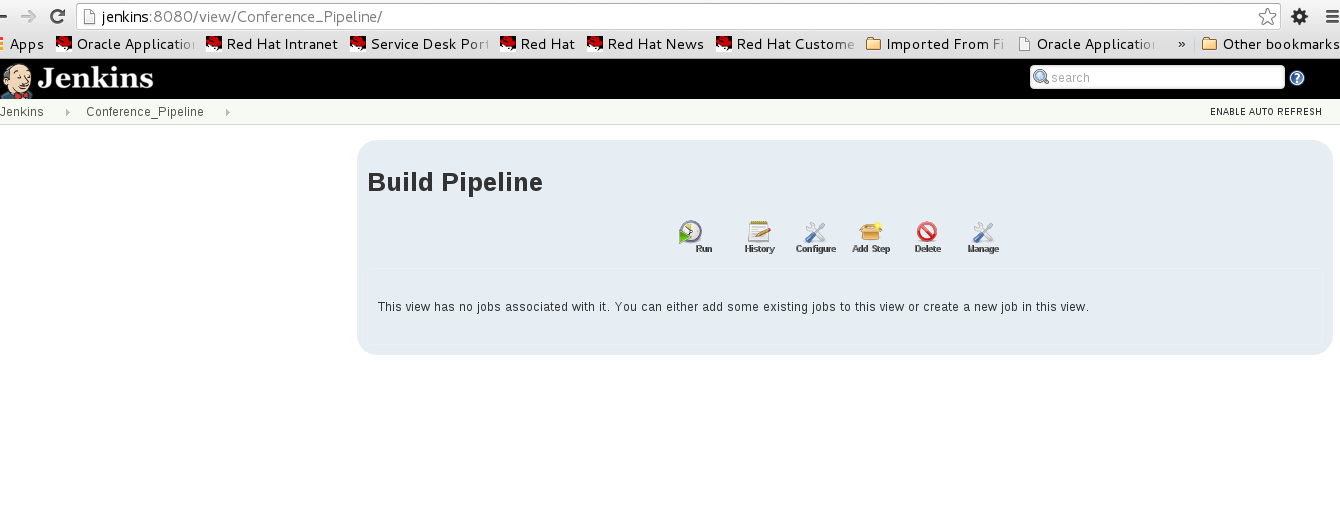 jenkins:8080/view/Conference_Pipeline/
Apps Oracle Applicatio Red Hat Intranet Service Desk Port Red Hat Red Hat News Red Hat Custome Imported From Fi Oracle Applicatio » Other bookmarks
Jenkins search
Jenkins Conference_Pipeline ENABLE AUTO REFRESH
Build Pipeline
Run History Configure Add Step Delete Manage
This view has no jobs associated with it. You can either add some existing jobs to this view or create a new job in this view.